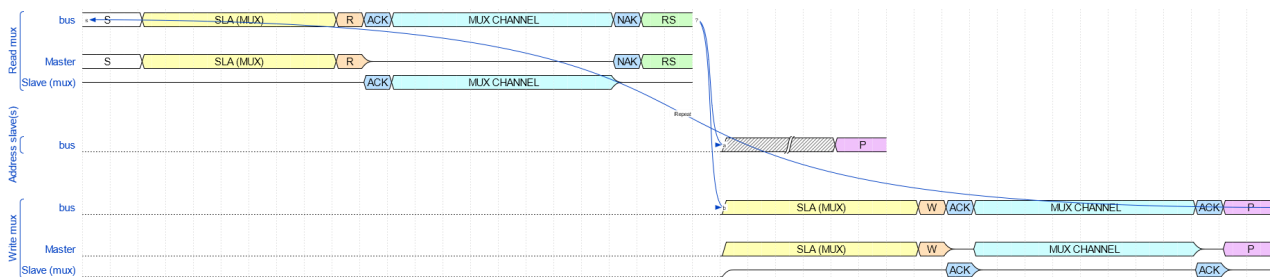 Read mux
bus S SLA (MUX) R ACK MUX CHANNEL NAK RS
Master S SLA (MUX) R NAK RS
Slave (mux) ACK MUX CHANNEL
Repeat
Address slave(s)
bus P
Write mux
bus SLA (MUX) W ACK MUX CHANNEL ACK P
Master SLA (MUX) W MUX CHANNEL P
Slave (mux) ACK ACK